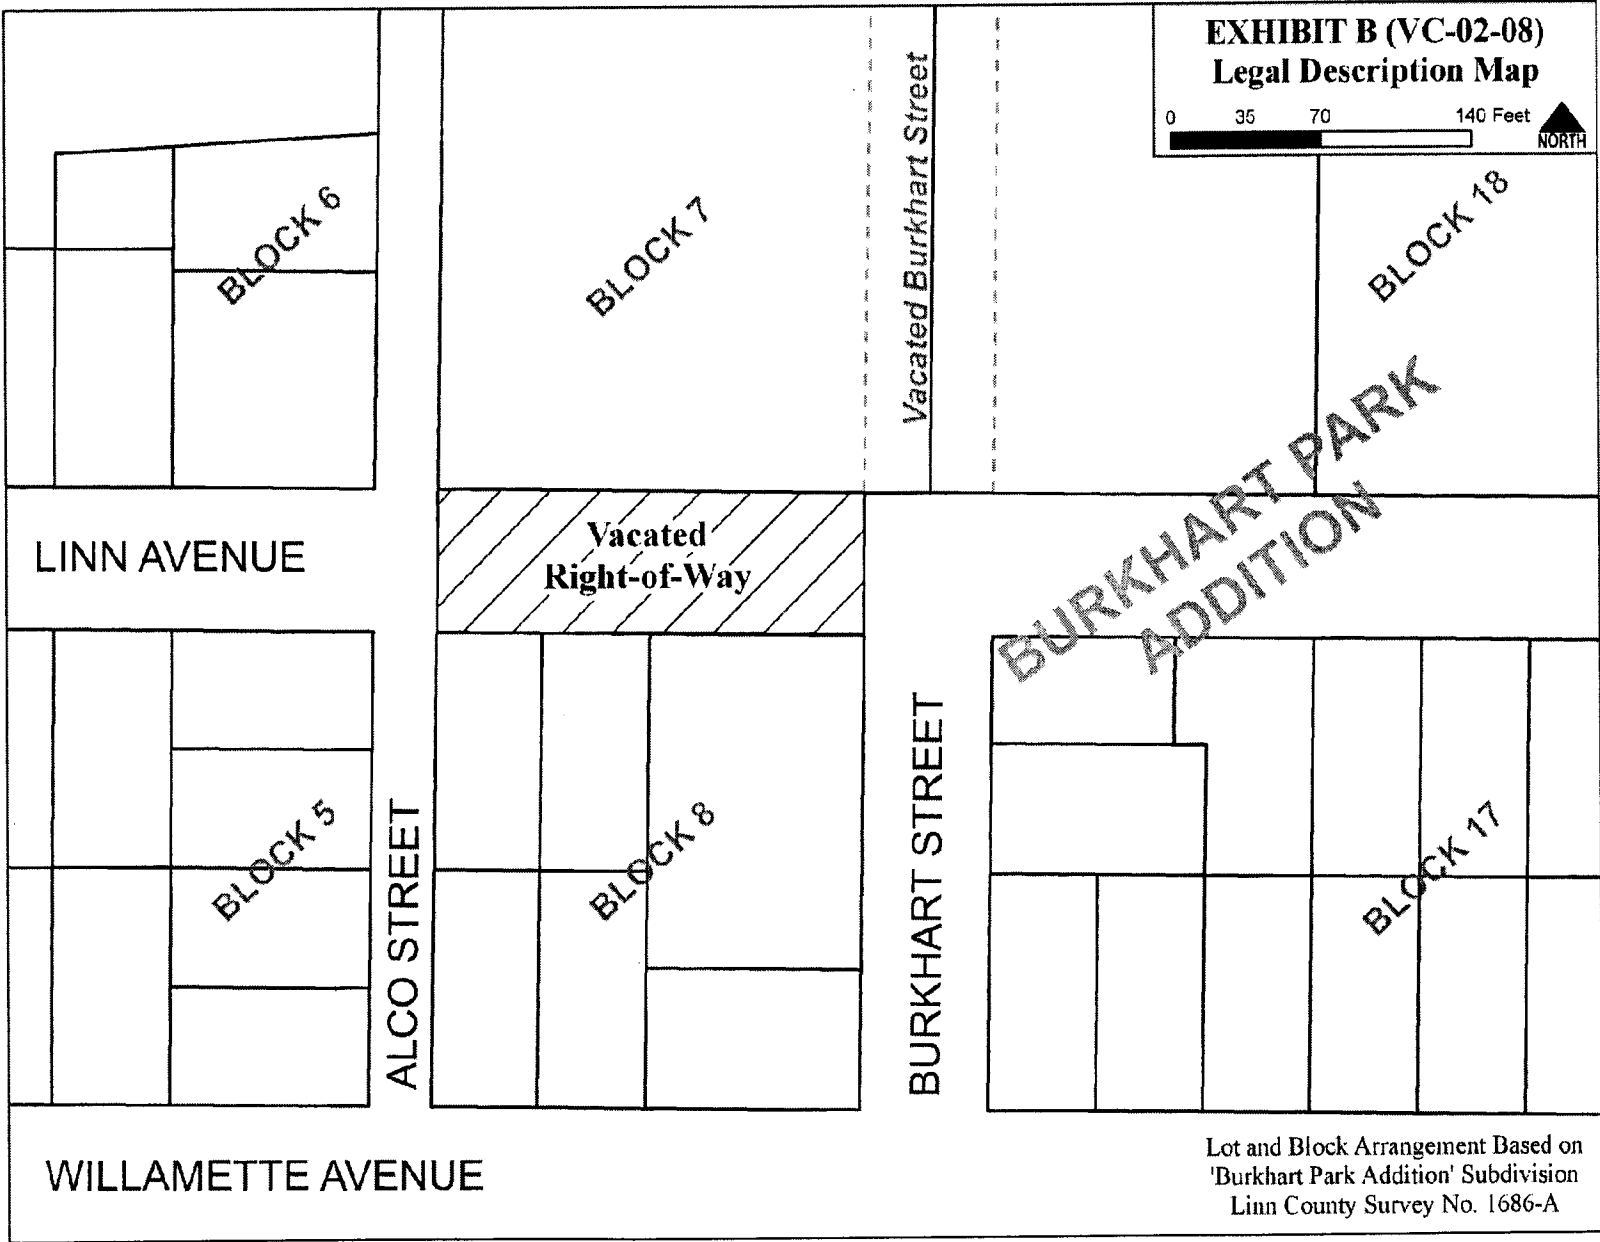 EXHIBIT B (VC-02-08)
Legal Description Map
0 35 70 140 Feet
NORTH
Vacated Burkhart Street
BLOCK 6
BLOCK 7
BLOCK 18
BURKHART PARK
ADDITION
LINN AVENUE
Vacated
Right-of-Way
BLOCK 5
ALCO STREET
BLOCK 8
BURKHART STREET
BLOCK 17
WILLAMETTE AVENUE
Lot and Block Arrangement Based on
'Burkhart Park Addition' Subdivision
Linn County Survey No. 1686-A